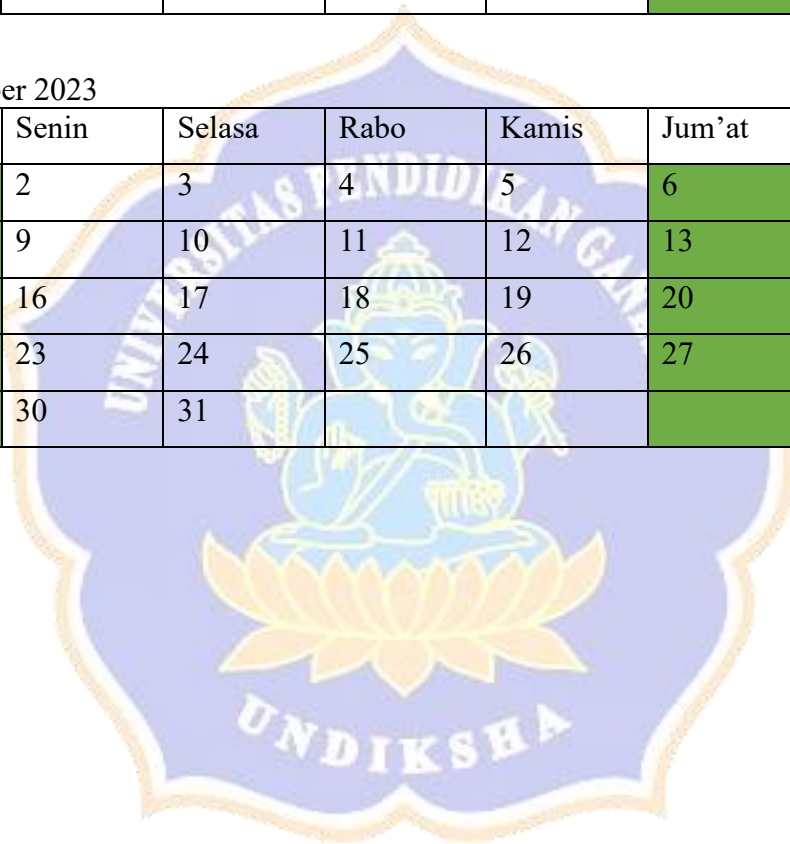 er 2023
Senin Selasa Rabo Kamis Jum’at
2 3 4 5 6
9 10 11 12 13
16 17 18 19 20
23 24 25 26 27
30 31
UNIVERSITAS PENDIDIKAN GANE
UNDIKSHA